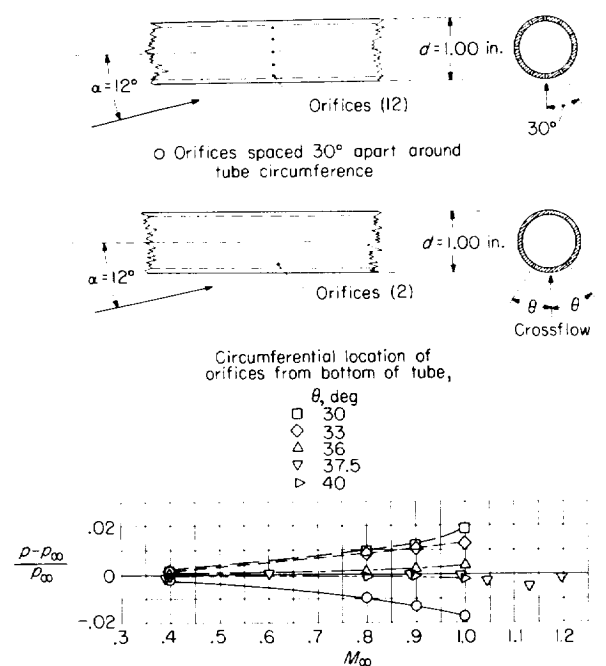 d=1.00 in.
α=12°
Orifices (12)
30°
O Orifices spaced 30° apart around
tube circumference
d=1.00 in.
α=12°
Orifices (2)
θ θ
Crossflow
Circumferential location of
orifices from bottom of tube,
θ, deg
□ 30
◇ 33
△ 36
▽ 37.5
▷ 40
.02
p-p∞
p∞
0
-.02
.3 .4 .5 .6 .7 .8 .9 1.0 1.1 1.2
M∞